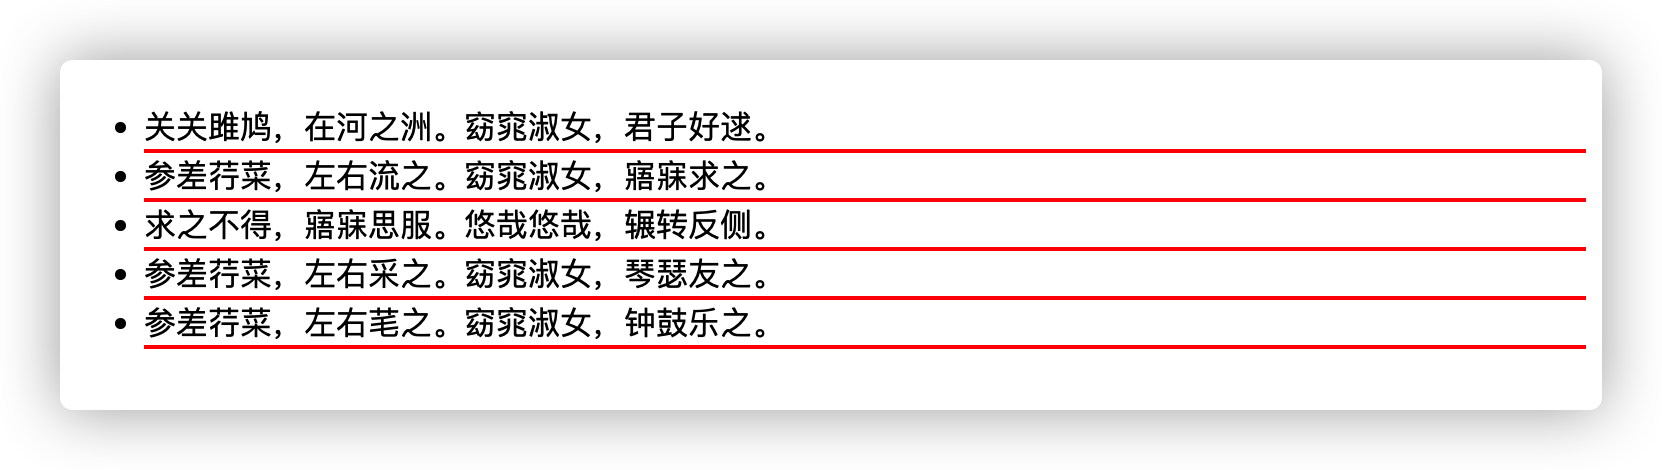 关关雎鸠，在河之洲。窈窕淑女，君子好逑。
参差荇菜，左右流之。窈窕淑女，寤寐求之。
求之不得，寤寐思服。悠哉悠哉，辗转反侧。
参差荇菜，左右采之。窈窕淑女，琴瑟友之。
参差荇菜，左右芼之。窈窕淑女，钟鼓乐之。